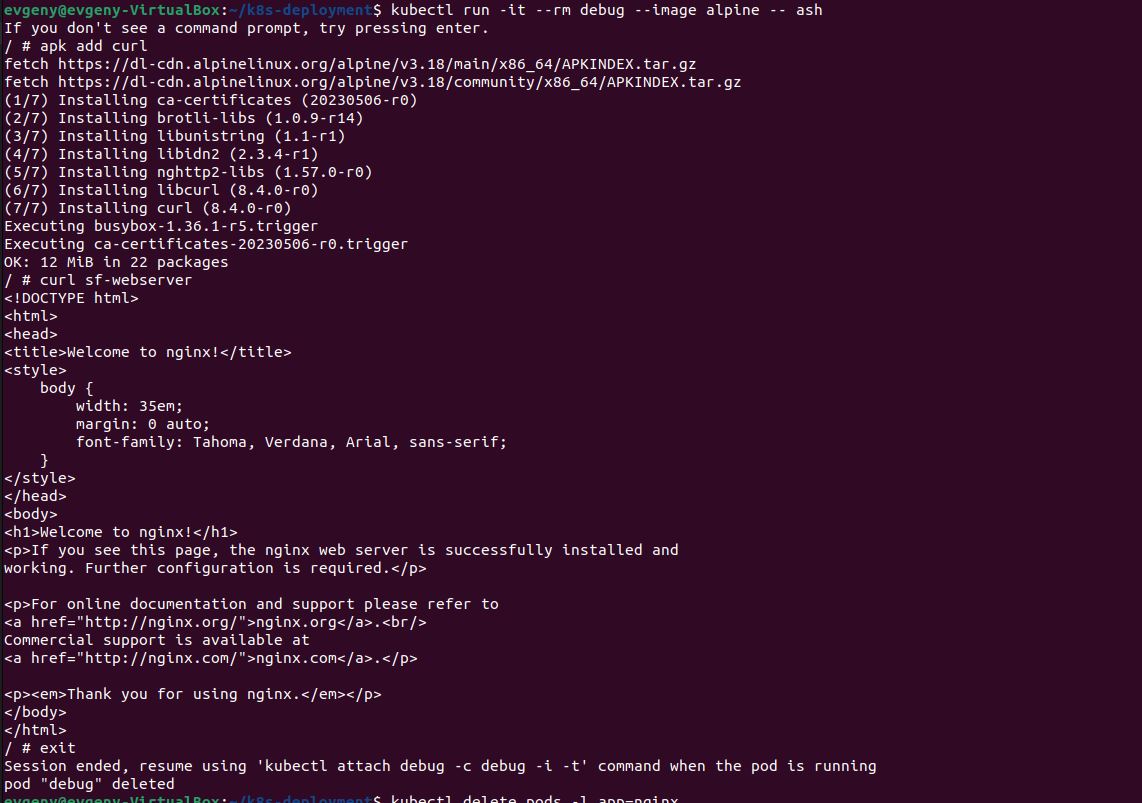 evgeny@evgeny-VirtualBox:~/k8s-deployment$ kubectl run -it --rm debug --image alpine -- ash
If you don't see a command prompt, try pressing enter.
/ # apk add curl
fetch https://dl-cdn.alpinelinux.org/alpine/v3.18/main/x86_64/APKINDEX.tar.gz
fetch https://dl-cdn.alpinelinux.org/alpine/v3.18/community/x86_64/APKINDEX.tar.gz
(1/7) Installing ca-certificates (20230506-r0)
(2/7) Installing brotli-libs (1.0.9-r14)
(3/7) Installing libunistring (1.1-r1)
(4/7) Installing libidn2 (2.3.4-r1)
(5/7) Installing nghttp2-libs (1.57.0-r0)
(6/7) Installing libcurl (8.4.0-r0)
(7/7) Installing curl (8.4.0-r0)
Executing busybox-1.36.1-r5.trigger
Executing ca-certificates-20230506-r0.trigger
OK: 12 MiB in 22 packages
/ # curl sf-webserver
<!DOCTYPE html>
<html>
<head>
<title>Welcome to nginx!</title>
<style>
    body {
        width: 35em;
        margin: 0 auto;
        font-family: Tahoma, Verdana, Arial, sans-serif;
    }
</style>
</head>
<body>
<h1>Welcome to nginx!</h1>
<p>If you see this page, the nginx web server is successfully installed and
working. Further configuration is required.</p>

<p>For online documentation and support please refer to
<a href="http://nginx.org/">nginx.org</a>.<br/>
Commercial support is available at
<a href="http://nginx.com/">nginx.com</a>.</p>

<p><em>Thank you for using nginx.</em></p>
</body>
</html>
/ # exit
Session ended, resume using 'kubectl attach debug -c debug -i -t' command when the pod is running
pod "debug" deleted
evgeny@evgeny-VirtualBox:~/k8s-deployment$ kubectl delete pods -l app=nginx